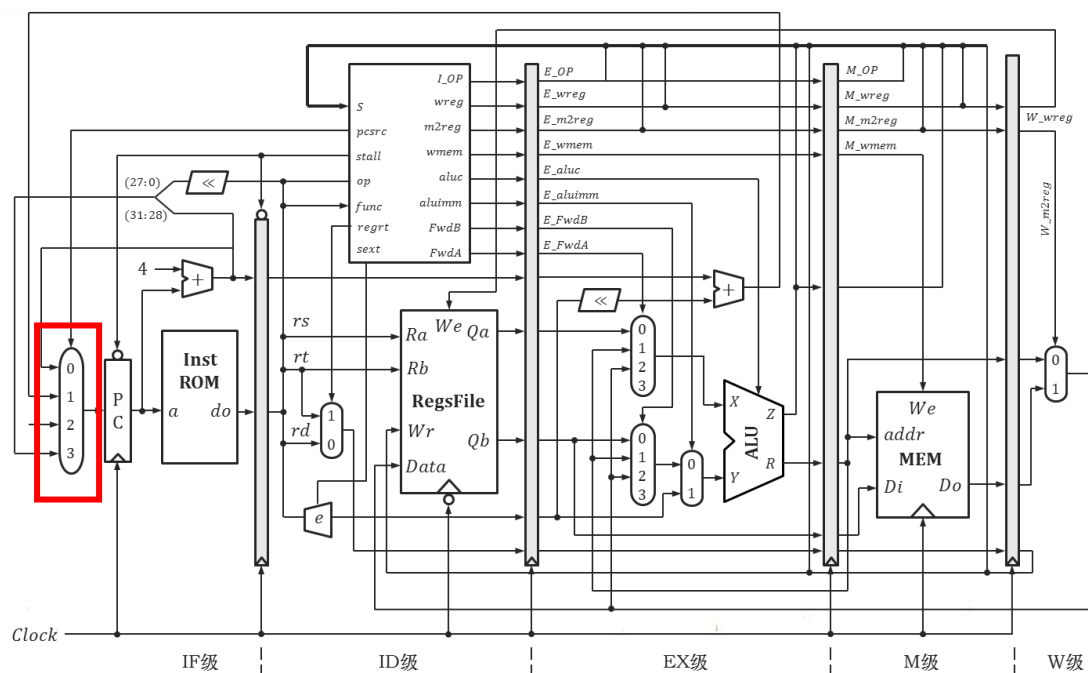 I_OP
wreg
m2reg
wmem
aluc
aluimm
FwdB
FwdA
S
pcsrc
stall
op
func
regrt
sext
E_OP
E_wreg
E_m2reg
E_wmem
E_aluc
E_aluimm
E_FwdB
E_FwdA
M_OP
M_wreg
M_m2reg
M_wmem
W_wreg
W_m2reg
(27:0)
(31:28)
≪
4
+
0
1
2
3
P
C
Inst
ROM
a
do
rs
rt
rd
1
0
e
We
Ra
Qa
Rb
RegsFile
Wr
Qb
Data
≪
+
0
1
2
3
0
1
2
3
0
1
X
Z
ALU
Y
R
We
addr
MEM
Di
Do
0
1
Clock
IF级
ID级
EX级
M级
W级